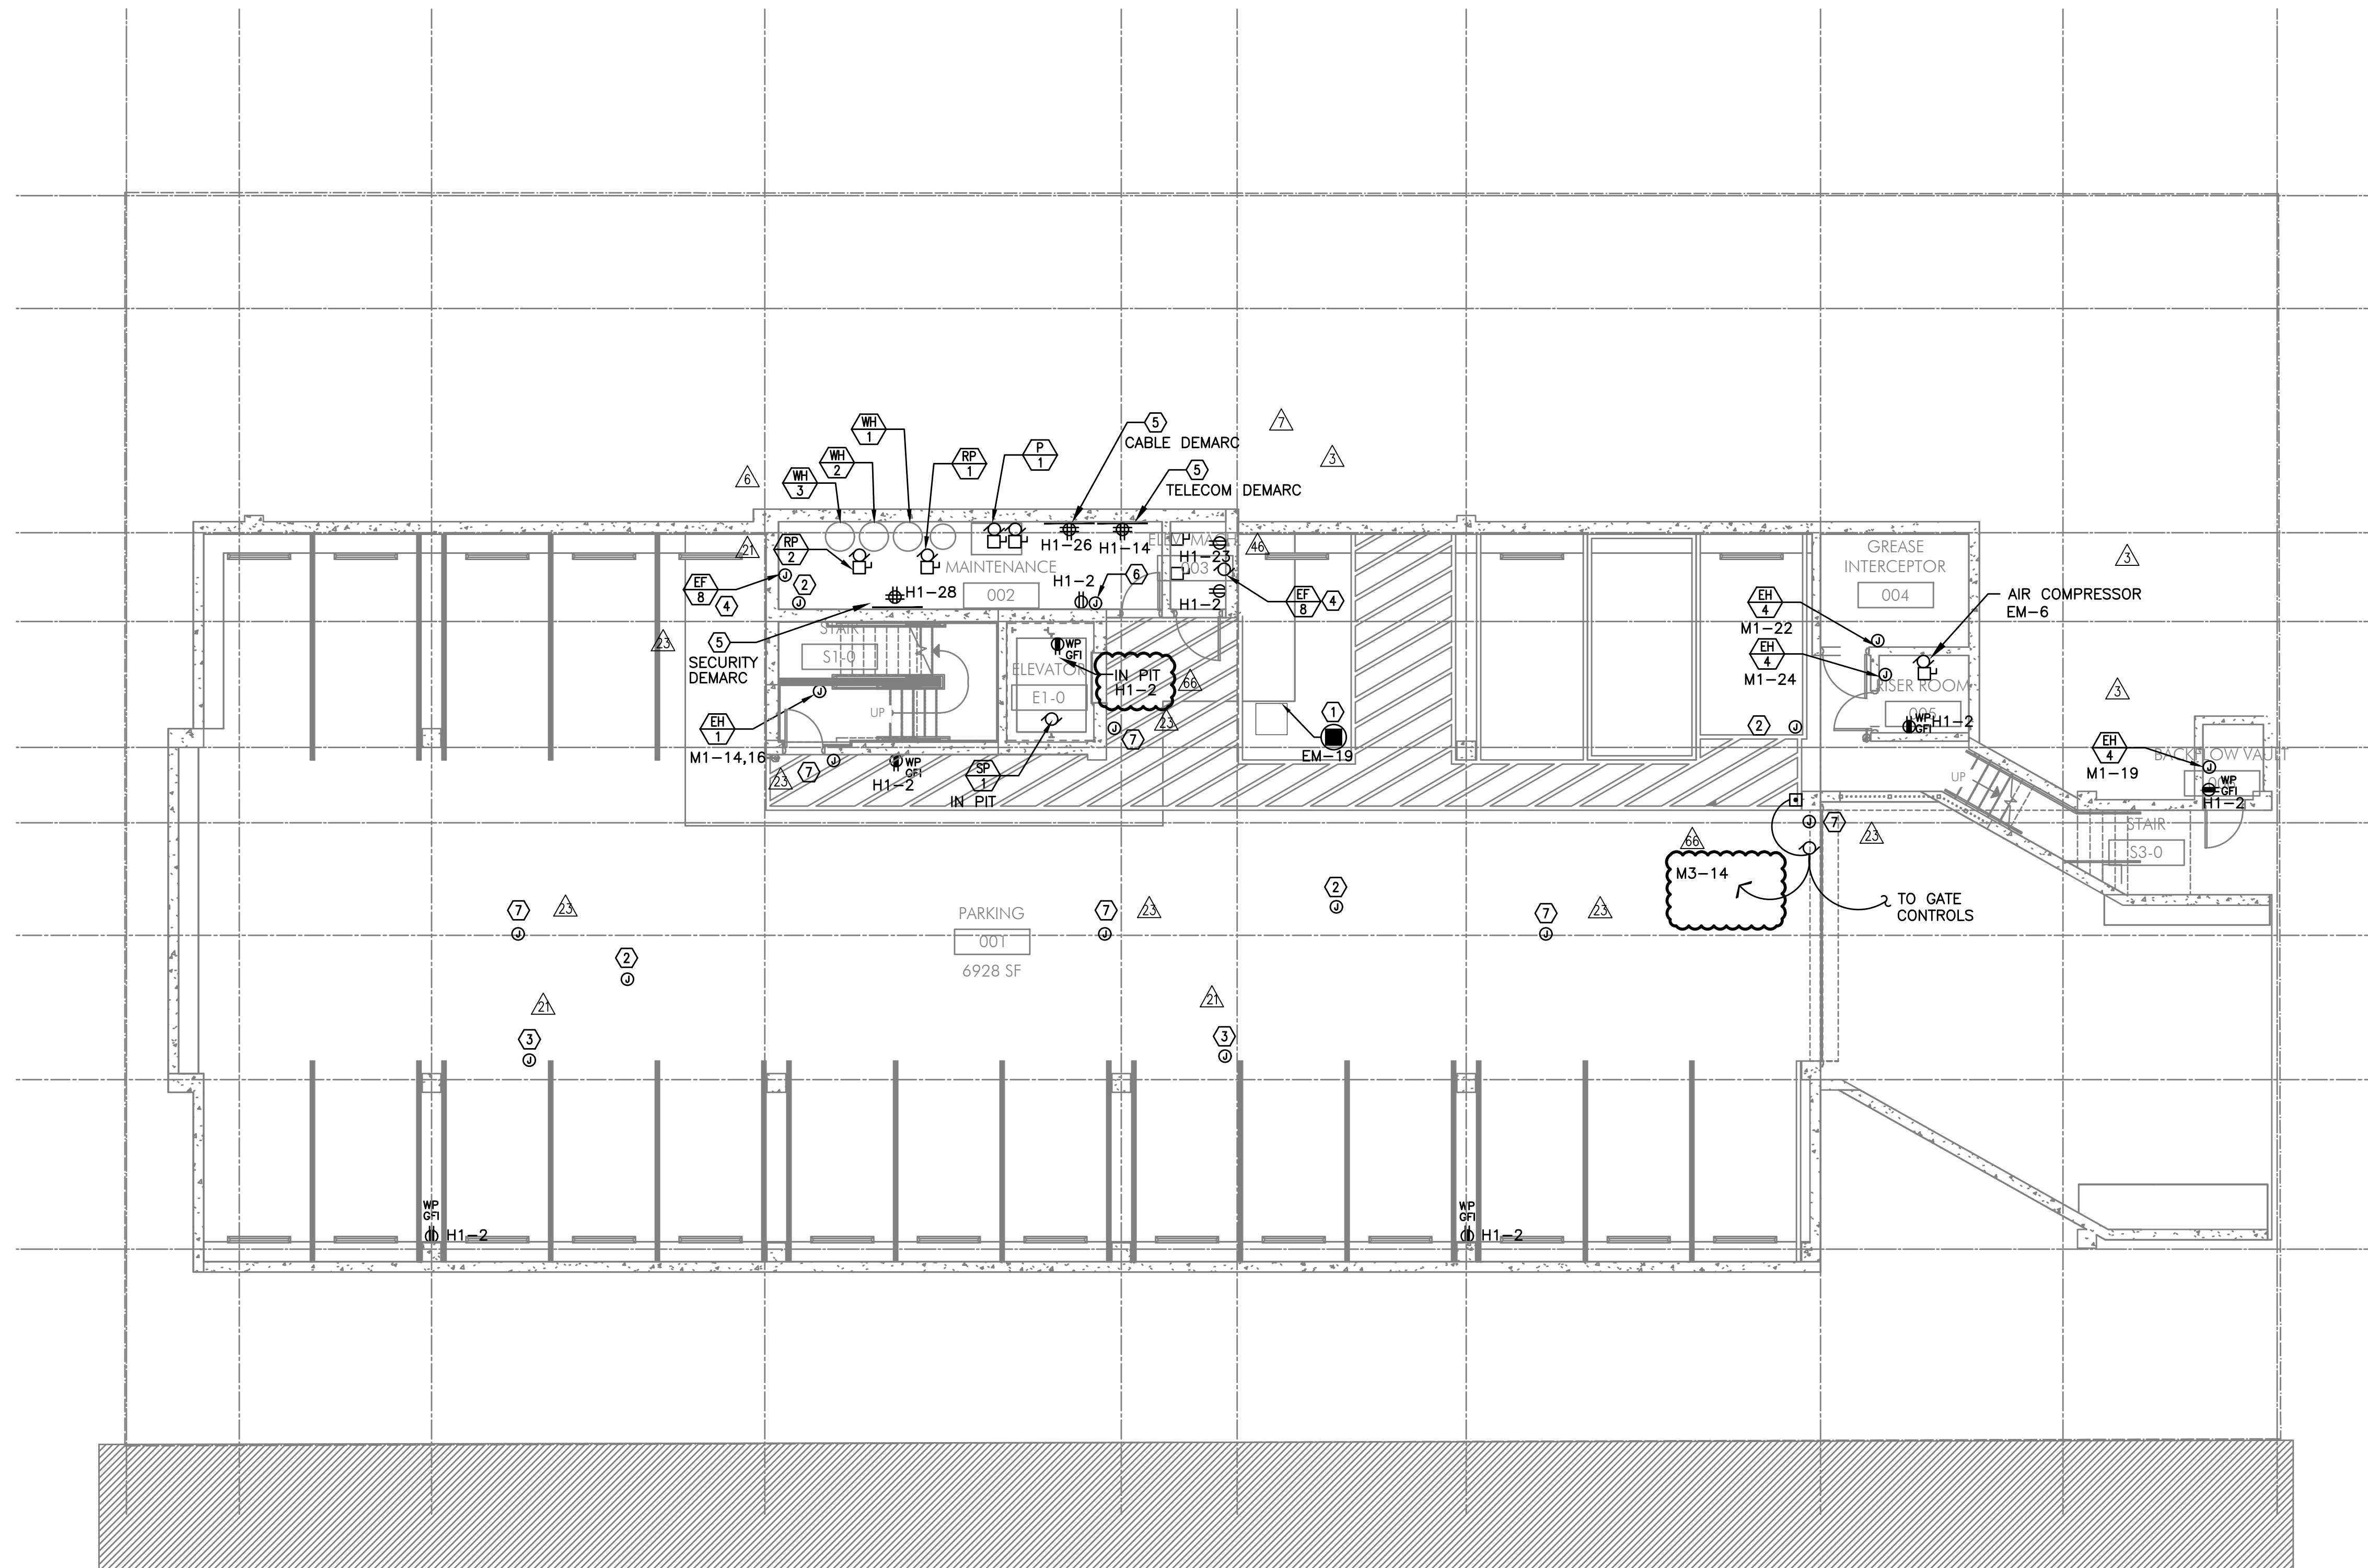 WH
1
5
CABLE DEMARC
7
3
WH
2
RP
1
P
1
6
WH
3
5
TELECOM DEMARC
RP
2
21
H1-26
H1-14
ELEV. MACH.
H1-23
003
46
MAINTENANCE
002
EF
8
4
2
J
J
H1-28
H1-2
J
6
H1-2
EF
8
4
GREASE
INTERCEPTOR
004
3
EH
4
M1-22
J
AIR COMPRESSOR
EM-6
23
5
SECURITY
DEMARC
STAIR
S1-0
UP
WP
GFI
ELEVATOR
E1-0
IN PIT
H1-2
66
EH
4
M1-24
J
RISER ROOM
005
WP
GFI
H1-2
3
EH
1
M1-14,16
J
23
J
7
1
EM-19
2
J
23
7
J
WP
GFI
H1-2
SP
1
IN PIT
EH
4
M1-19
J
BACKFLOW VAULT
WP
GFI
H1-2
UP
STAIR
S3-0
66
M3-14
J
7
23
TO GATE
CONTROLS
7
J
23
7
J
23
2
J
7
J
23
PARKING
001
6928 SF
2
J
21
3
J
21
3
J
WP
GFI
H1-2
WP
GFI
H1-2